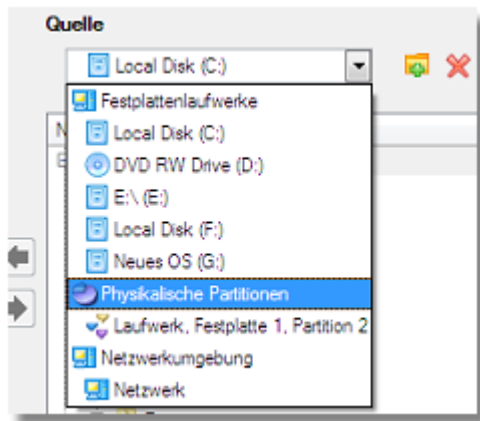 Quelle
Local Disk (C:)
Festplattenlaufwerke
Local Disk (C:)
DVD RW Drive (D:)
E:\ (E:)
Local Disk (F:)
Neues OS (G:)
Physikalische Partitionen
Laufwerk, Festplatte 1, Partition 2
Netzwerkumgebung
Netzwerk